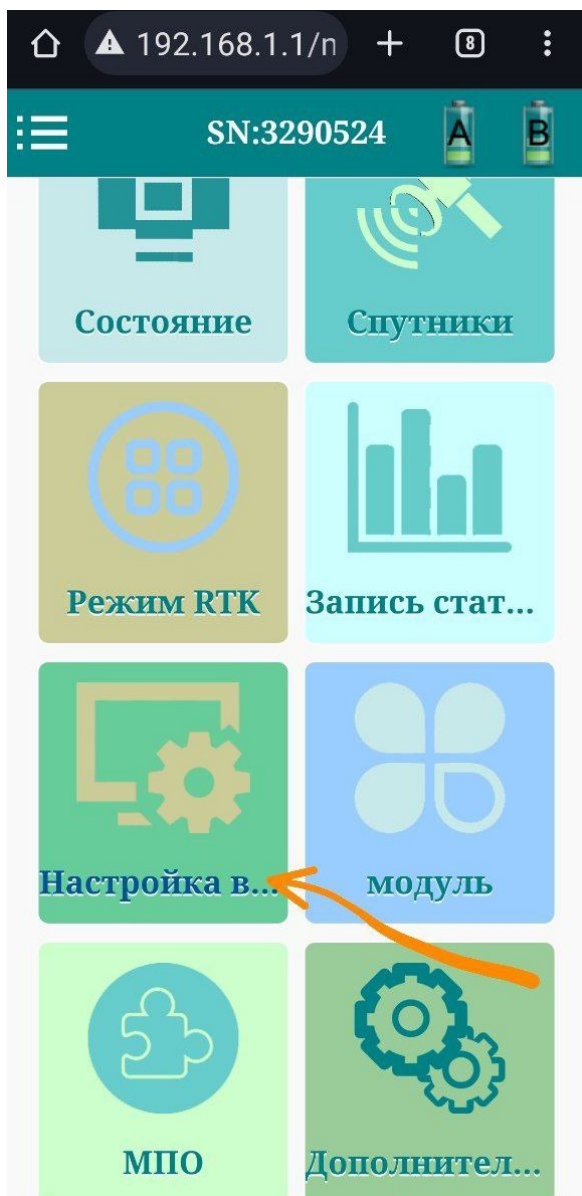 192.168.1.1/n
8
SN:3290524
A
B
Состояние
Спутники
Режим RTK
Запись стат...
Настройка в...
модуль
МПО
Дополнител...